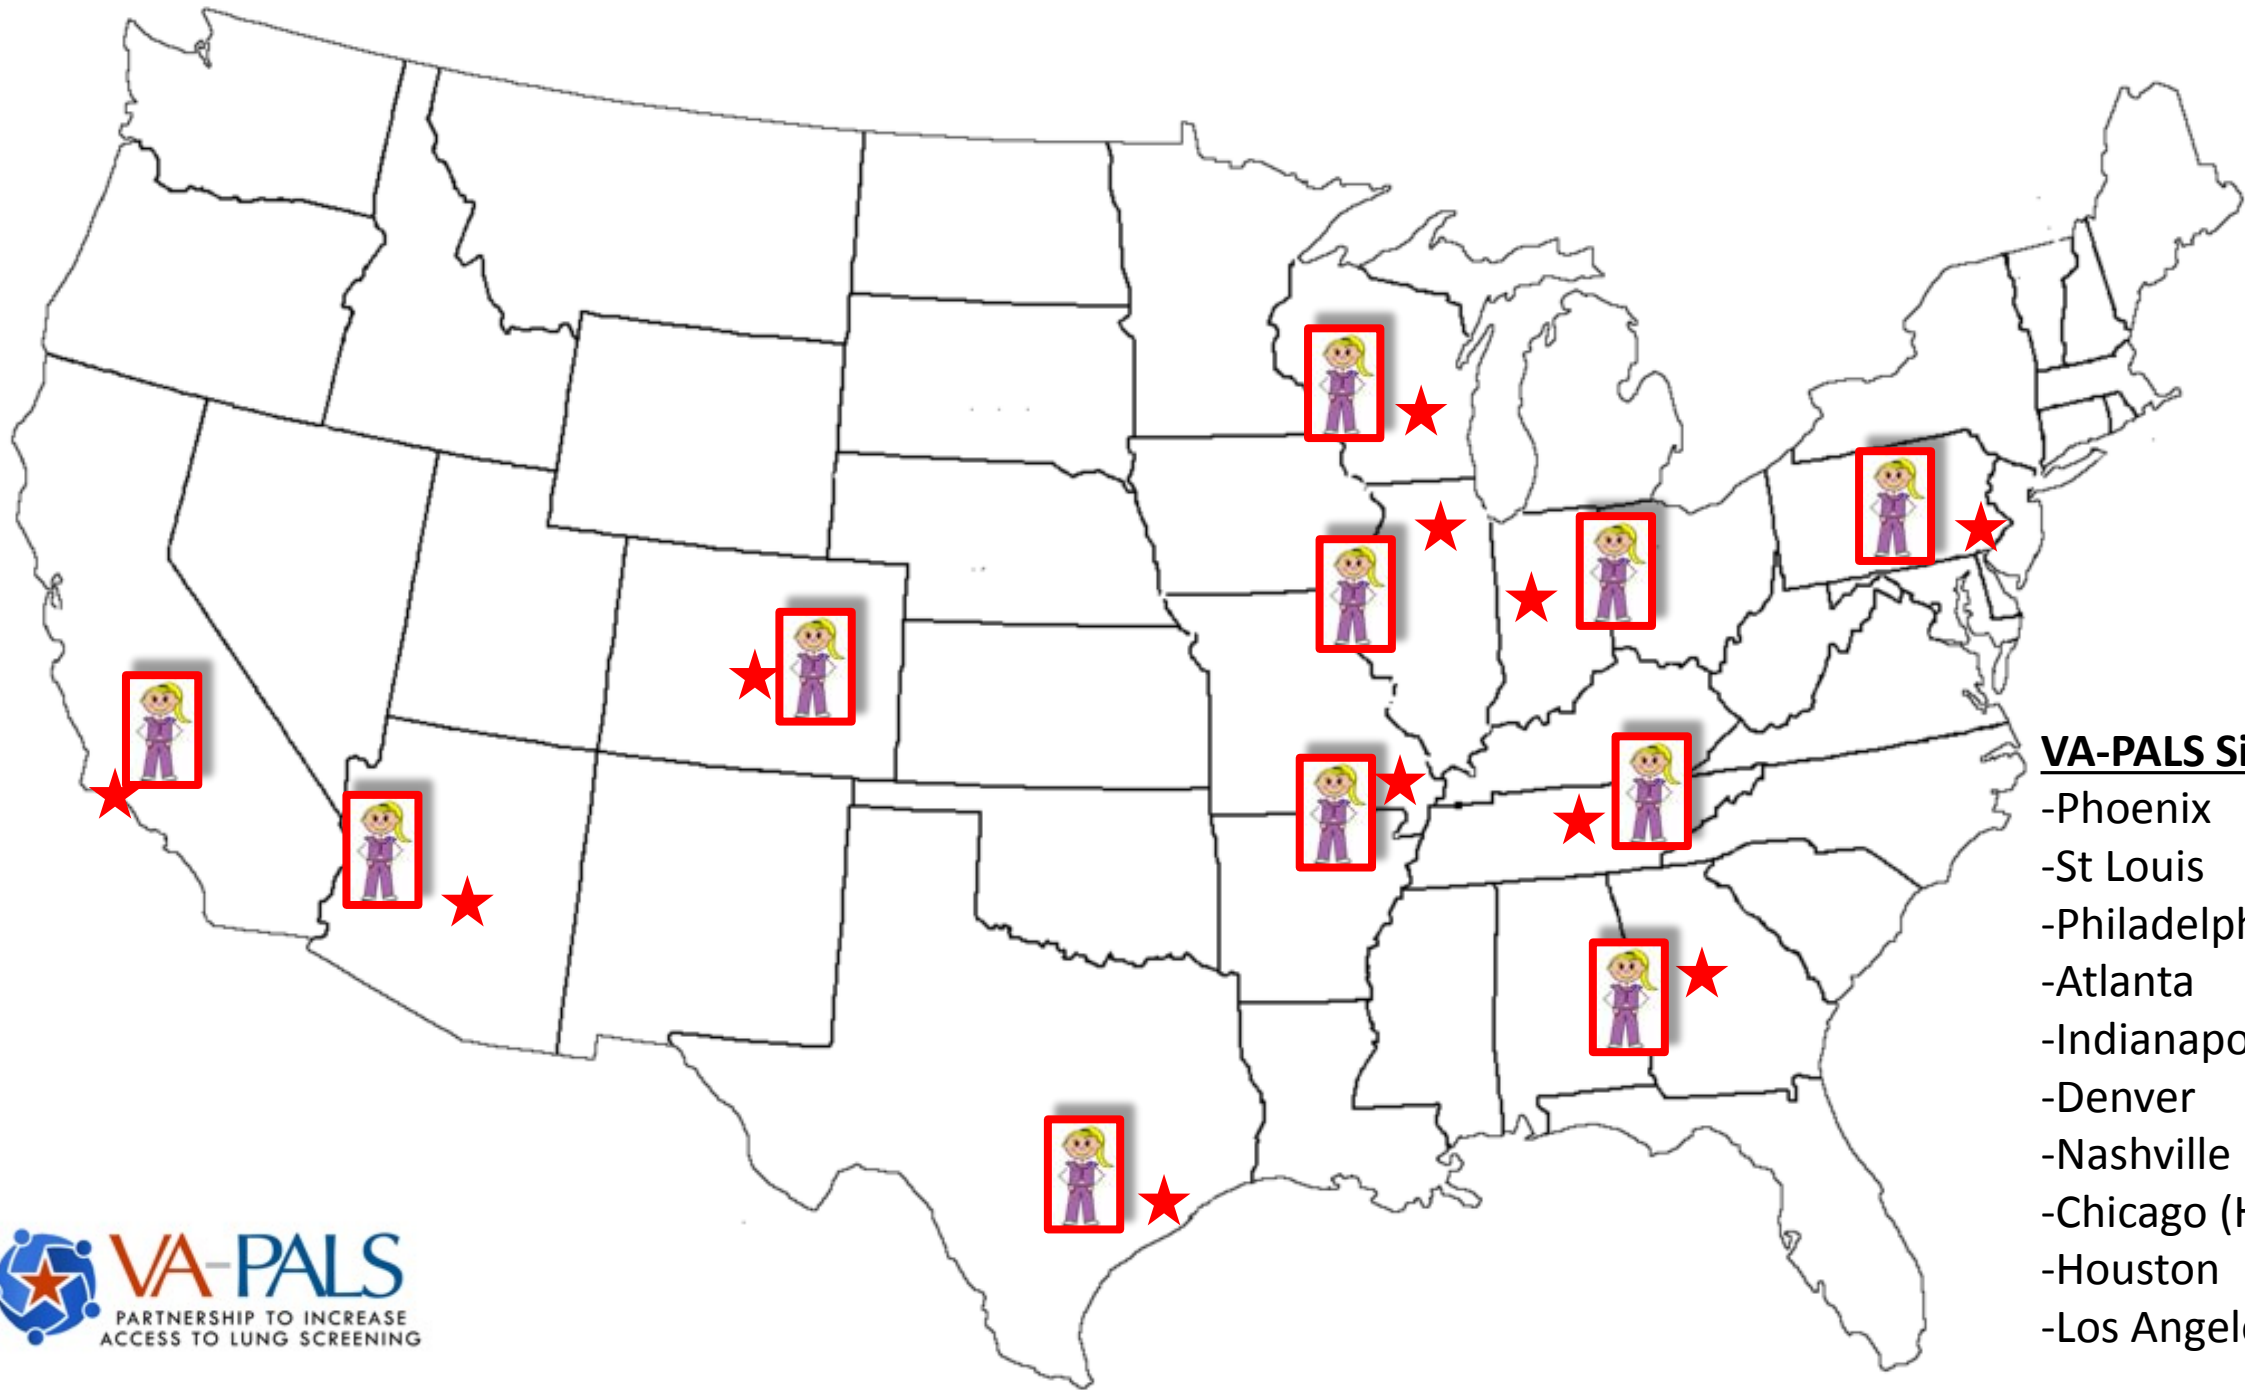 VA-PALS Si
-Phoenix
-St Louis
-Philadelph
-Atlanta
-Indianapo
-Denver
-Nashville
-Chicago (H
-Houston
-Los Angel
VA-PALS
PARTNERSHIP TO INCREASE
ACCESS TO LUNG SCREENING